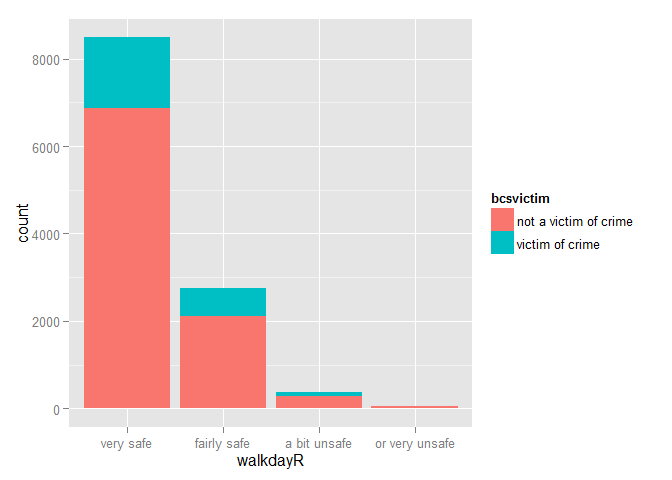 8000
6000
4000
2000
0
count
very safe
fairly safe
a bit unsafe
or very unsafe
walkdayR
bcsvictim
not a victim of crime
victim of crime